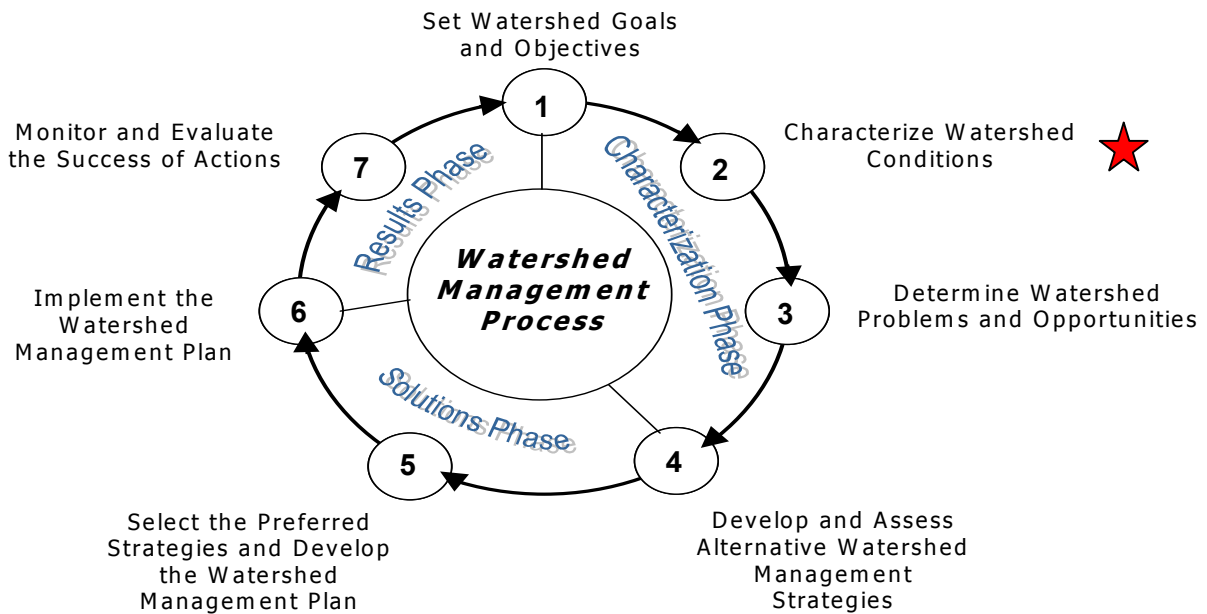 Set Watershed Goals
and Objectives
1
Characterize Watershed
Conditions
2
Determine Watershed
Problems and Opportunities
3
Develop and Assess
Alternative Watershed
Management
Strategies
4
Select the Preferred
Strategies and Develop
the Watershed
Management Plan
5
Implement the
Watershed
Management Plan
6
Monitor and Evaluate
the Success of Actions
7
Characterization Phase
Solutions Phase
Results Phase
Watershed
Management
Process